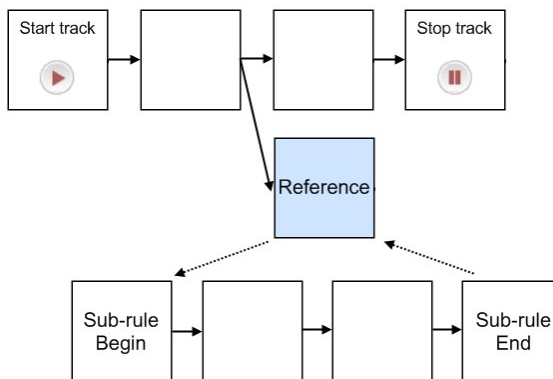 Start track
Stop track
Reference
Sub-rule
Begin
Sub-rule
End